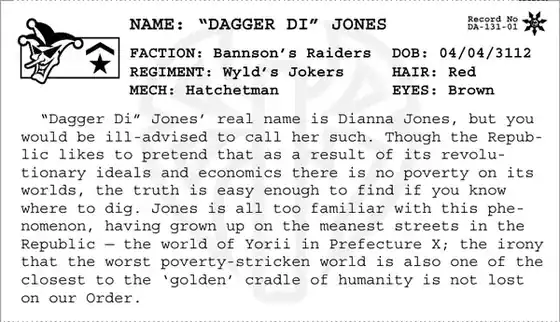 NAME: “DAGGER DI” JONES
Record No
DA-131-01
FACTION: Bannson’s Raiders DOB: 04/04/3112
REGIMENT: Wyld’s Jokers HAIR: Red
MECH: Hatchetman EYES: Brown
“Dagger Di” Jones’ real name is Dianna Jones, but you
would be ill-advised to call her such. Though the Repub-
lic likes to pretend that as a result of its revolu-
tionary ideals and economics there is no poverty on its
worlds, the truth is easy enough to find if you know
where to dig. Jones is all too familiar with this phe-
nomenon, having grown up on the meanest streets in the
Republic — the world of Yorii in Prefecture X; the irony
that the worst poverty-stricken world is also one of the
closest to the ‘golden’ cradle of humanity is not lost
on our Order.